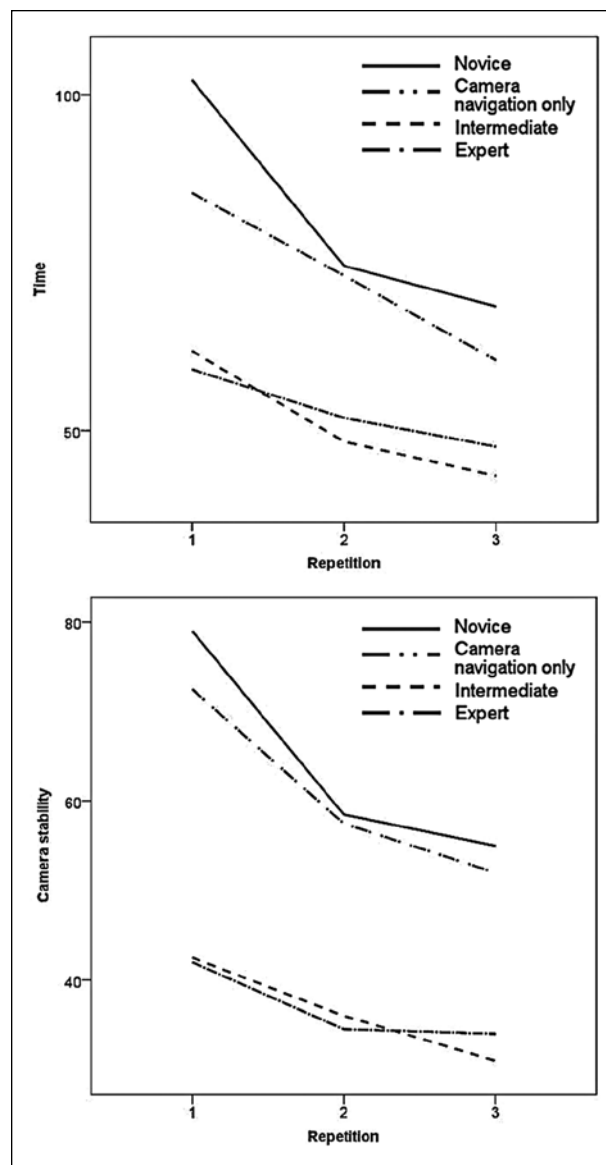 Novice
Camera
navigation only
Intermediate
Expert
100
50
Time
1 2 3
Repetition
Novice
Camera
navigation only
Intermediate
Expert
80
60
40
Camera stability
1 2 3
Repetition